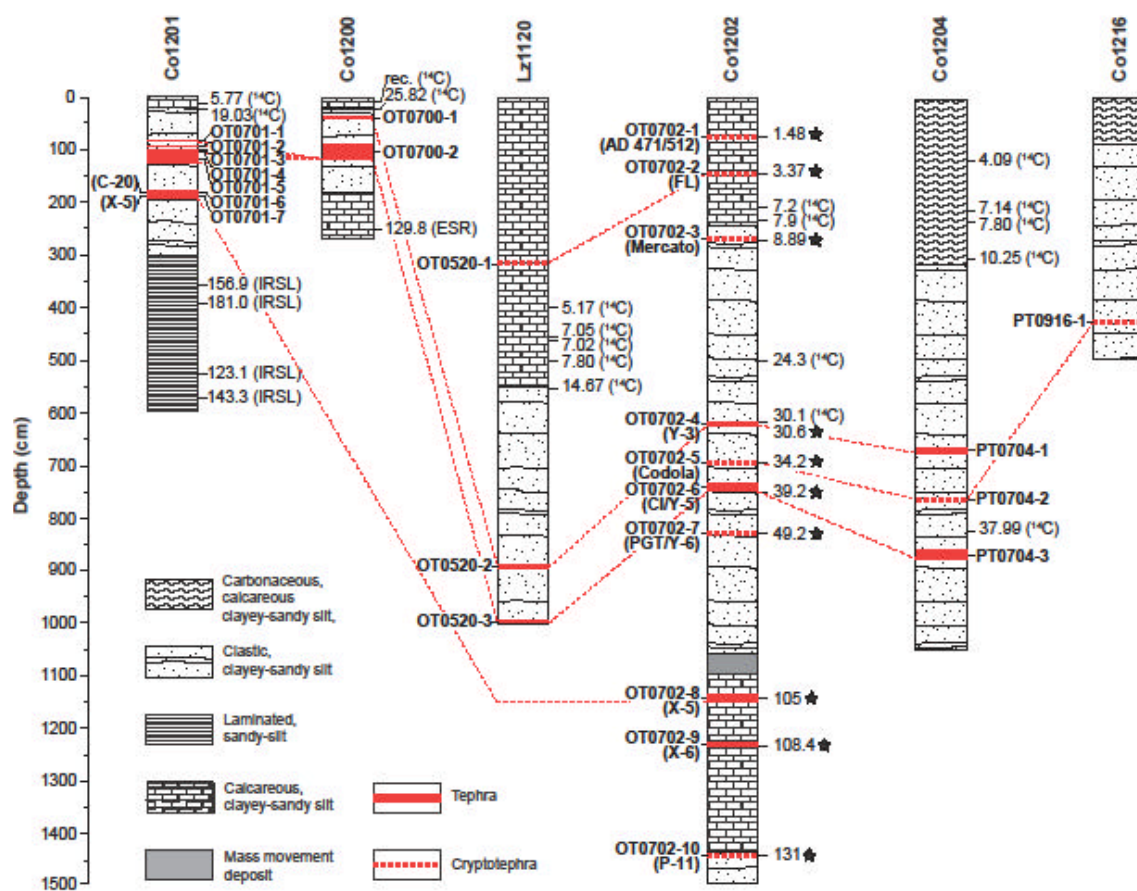 Co1201
Co1200
Lz1120
Co1202
Co1204
Co1216
Depth (cm)
0
100
200
300
400
500
600
700
800
900
1000
1100
1200
1300
1400
1500
5.77 (¹⁴C)
19.03(¹⁴C)
OT0701-1
OT0701-2
OT0701-3
OT0701-4
OT0701-5
OT0701-6
OT0701-7
(C-20)
(X-5)
156.9 (IRSL)
181.0 (IRSL)
123.1 (IRSL)
143.3 (IRSL)
rec. (¹⁴C)
25.82 (¹⁴C)
OT0700-1
OT0700-2
129.8 (ESR)
OT0520-1
5.17 (¹⁴C)
7.05 (¹⁴C)
7.02 (¹⁴C)
7.80 (¹⁴C)
14.67 (¹⁴C)
OT0520-2
OT0520-3
OT0702-1
(AD 471/512)
OT0702-2
(FL)
OT0702-3
(Mercato)
OT0702-4
(Y-3)
OT0702-5
(Codola)
OT0702-6
(CI/Y-5)
OT0702-7
(PGT/Y-6)
OT0702-8
(X-5)
OT0702-9
(X-6)
OT0702-10
(P-11)
1.48 ★
3.37 ★
7.2 (¹⁴C)
7.9 (¹⁴C)
8.89 ★
24.3 (¹⁴C)
30.1 (¹⁴C)
30.6 ★
34.2 ★
39.2 ★
49.2 ★
105 ★
108.4 ★
131 ★
4.09 (¹⁴C)
7.14 (¹⁴C)
7.80 (¹⁴C)
10.25 (¹⁴C)
PT0704-1
PT0704-2
37.99 (¹⁴C)
PT0704-3
PT0916-1
Carbonaceous,
calcareous
clayey-sandy silt,
Clastic,
clayey-sandy silt
Laminated,
sandy-silt
Calcareous,
clayey-sandy silt
Mass movement
deposit
Tephra
Cryptotephra